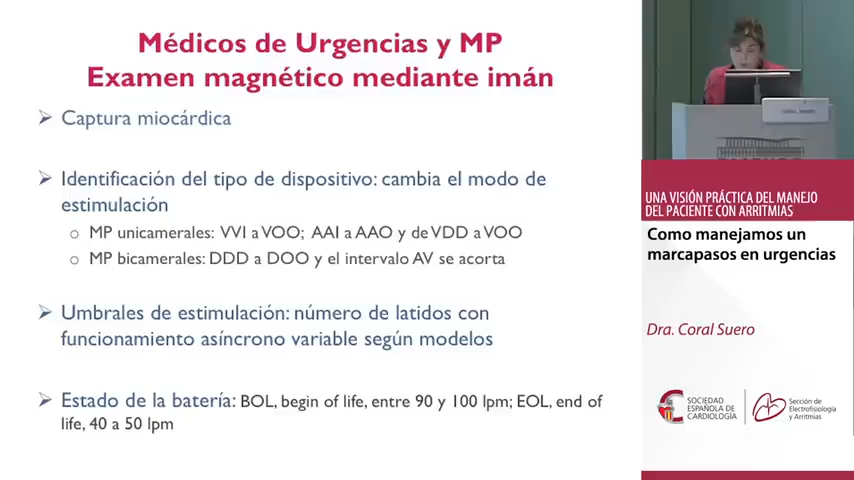 Médicos de Urgencias y MP
Examen magnético mediante imán
Captura miocárdica
Identificación del tipo de dispositivo: cambia el modo de
estimulación
MP unicamerales: VVI a VOO; AAI a AAO y de VDD a VOO
MP bicamerales: DDD a DOO y el intervalo AV se acorta
Umbrales de estimulación: número de latidos con
funcionamiento asíncrono variable según modelos
Estado de la batería: BOL, begin of life, entre 90 y 100 lpm; EOL, end of
life, 40 a 50 lpm
UNA VISIÓN PRÁCTICA DEL MANEJO
DEL PACIENTE CON ARRITMIAS
Como manejamos un
marcapasos en urgencias
Dra. Coral Suero
SOCIEDAD
ESPAÑOLA DE
CARDIOLOGÍA
Sección de
Electrofisiología
y Arritmias